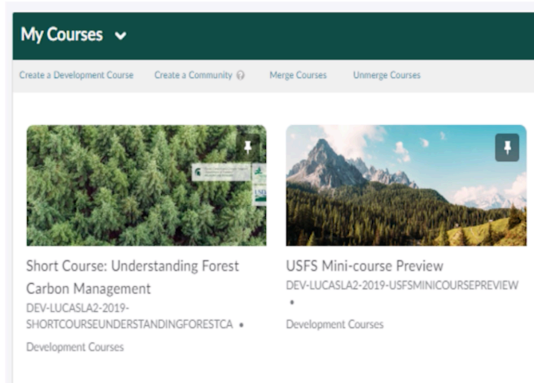 My Courses
Create a Development Course Create a Community Merge Courses Unmerge Courses
Short Course: Understanding Forest
Carbon Management
DEV-LUCASLA2-2019-
SHORTCOURSEUNDERSTANDINGFORESTCA •
Development Courses
USFS Mini-course Preview
DEV-LUCASLA2-2019-USFSMINICOURSEPREVIEW
•
Development Courses